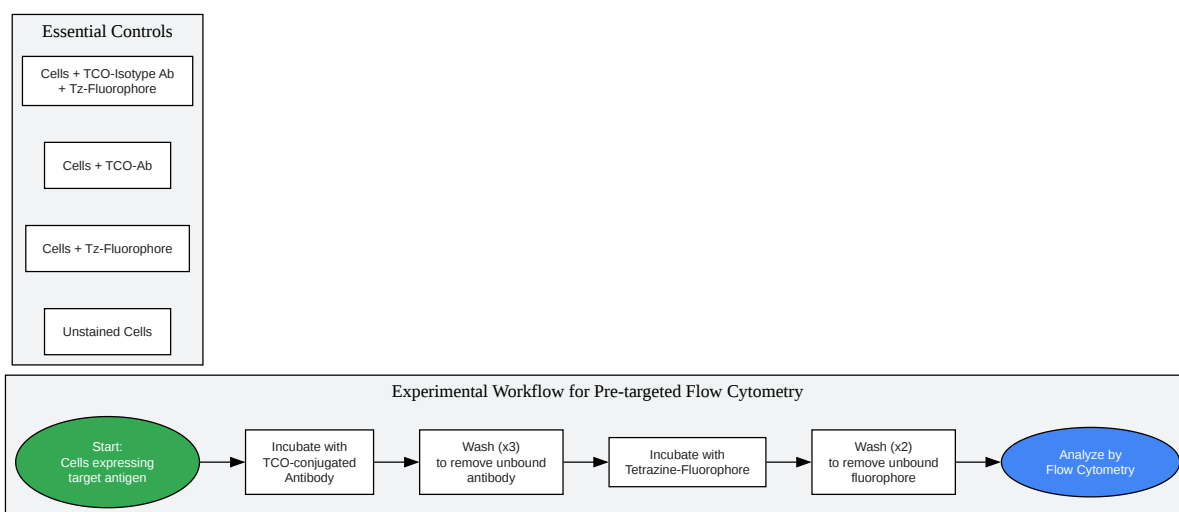 Essential Controls
Cells + TCO-Isotype Ab
+ Tz-Fluorophore
Cells + TCO-Ab
Cells + Tz-Fluorophore
Unstained Cells
Experimental Workflow for Pre-targeted Flow Cytometry
Start:
Cells expressing
target antigen
Incubate with
TCO-conjugated
Antibody
Wash (x3)
to remove unbound
antibody
Incubate with
Tetrazine-Fluorophore
Wash (x2)
to remove unbound
fluorophore
Analyze by
Flow Cytometry